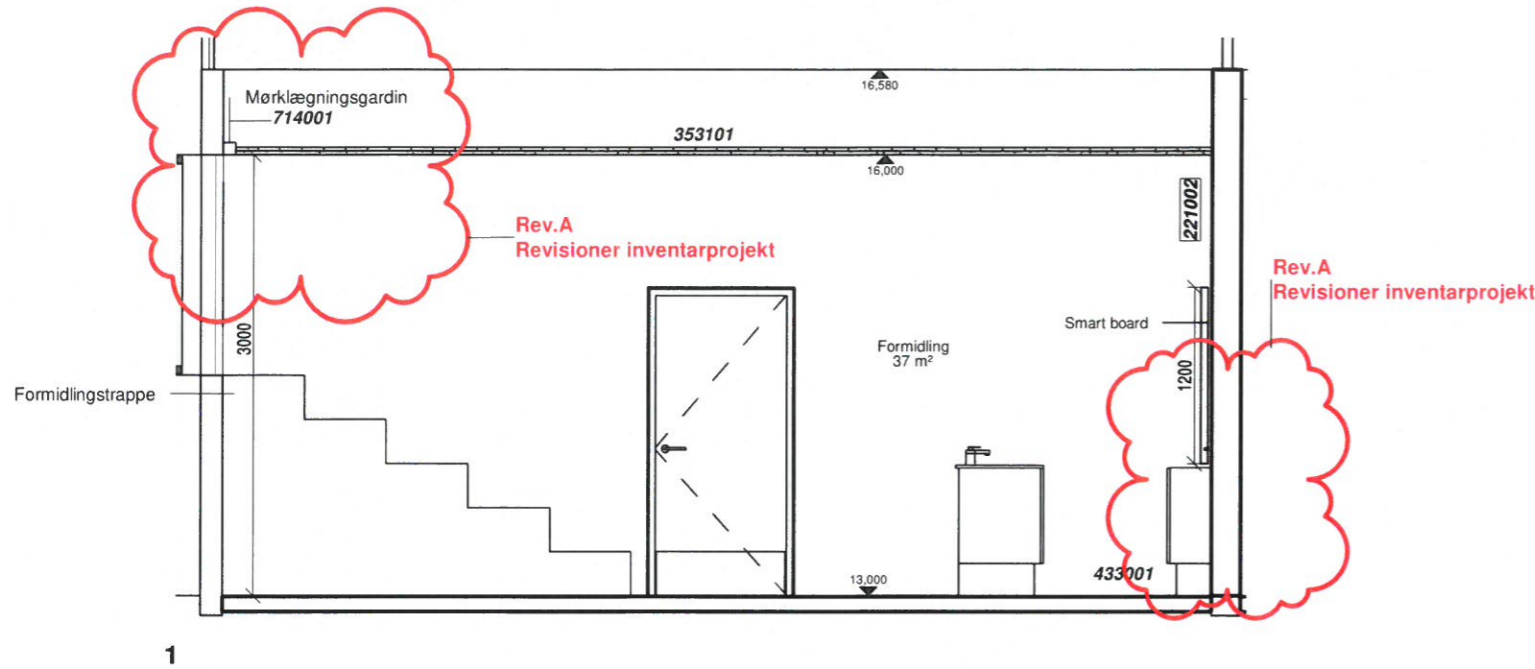 Mørklægningsgardin
714001
16,580
353101
16,000
221002
Rev.A
Revisioner inventarprojekt
Rev.A
Revisioner inventarprojekt
3000
Smart board
Formidling
37 m²
1200
Formidlingstrappe
13,000
433001
1